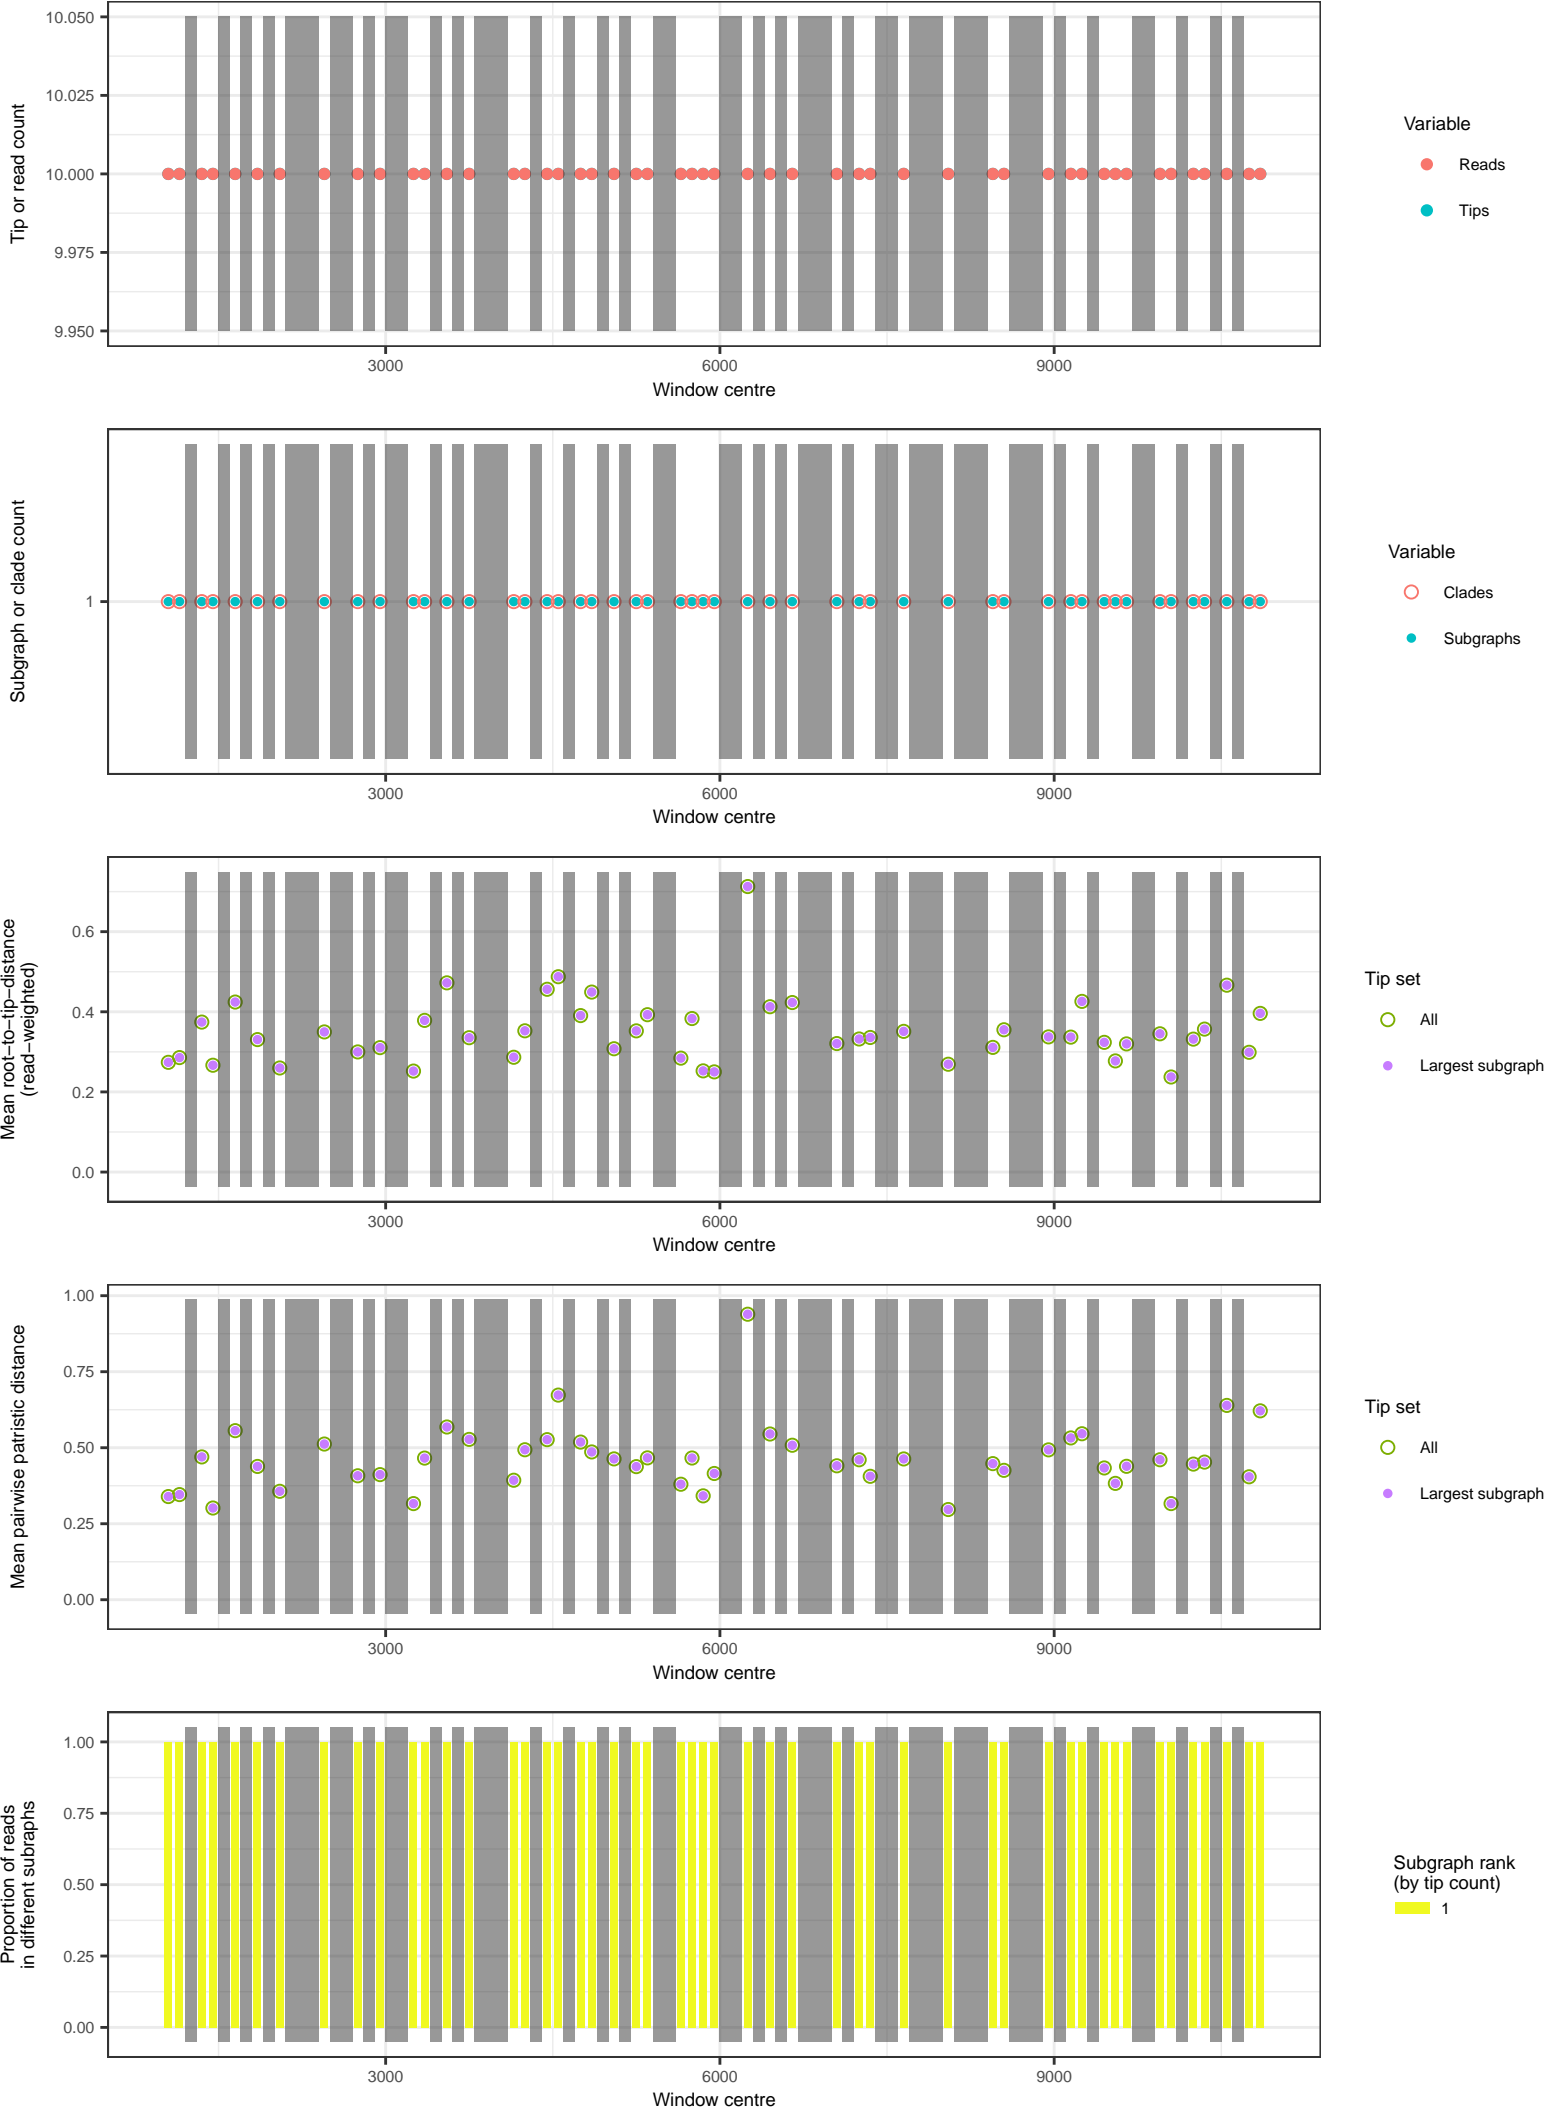 10.050
10.025
10.000
9.975
9.950
Tip or read count
3000
6000
9000
Window centre
Variable
Reads
Tips
1
Subgraph or clade count
3000
6000
9000
Window centre
Variable
Clades
Subgraphs
0.6
0.4
0.2
0.0
Mean root−to−tip−distance
(read−weighted)
3000
6000
9000
Window centre
Tip set
All
Largest subgraph
1.00
0.75
0.50
0.25
0.00
Mean pairwise patristic distance
3000
6000
9000
Window centre
Tip set
All
Largest subgraph
1.00
0.75
0.50
0.25
0.00
Proportion of reads
in different subraphs
3000
6000
9000
Window centre
Subgraph rank
(by tip count)
1